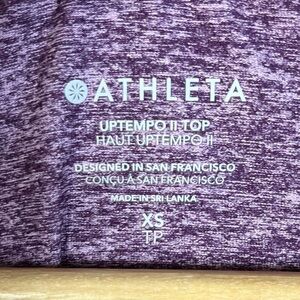 ATHLETA
UPTEMPO II TOP
HAUT UPTEMPO II
DESIGNED IN SAN FRANCISCO
CONÇU À SAN FRANCISCO
MADE IN SRI LANKA
XS
TP